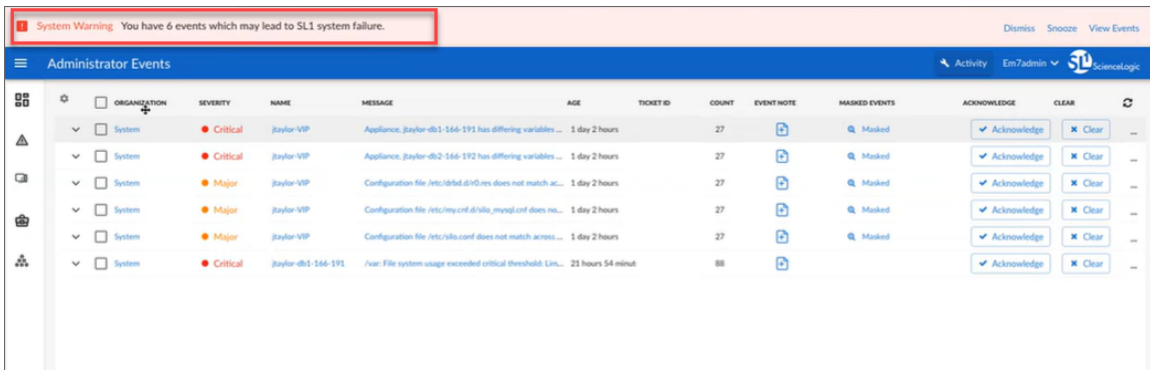 System Warning You have 6 events which may lead to SL1 system failure. Dismiss Snooze View Events
Administrator Events Activity Em7admin SL1 ScienceLogic
ORGANIZATION SEVERITY NAME MESSAGE AGE TICKET ID COUNT EVENT NOTE MASKED EVENTS ACKNOWLEDGE CLEAR
System Critical jtaylor-VIP Appliance, jtaylor-db1-166-191 has differing variables ... 1 day 2 hours 27 Masked Acknowledge Clear ...
System Critical jtaylor-VIP Appliance, jtaylor-db2-166-192 has differing variables ... 1 day 2 hours 27 Masked Acknowledge Clear ...
System Major jtaylor-VIP Configuration file /etc/drbd.d/r0.res does not match ac... 1 day 2 hours 27 Masked Acknowledge Clear ...
System Major jtaylor-VIP Configuration file /etc/my.cnf.d/silo_mysql.cnf does no... 1 day 2 hours 27 Masked Acknowledge Clear ...
System Major jtaylor-VIP Configuration file /etc/silo.conf does not match across ... 1 day 2 hours 27 Masked Acknowledge Clear ...
System Critical jtaylor-db1-166-191 /var: File system usage exceeded critical threshold: Lim... 21 hours 54 minut 88 Acknowledge Clear ...